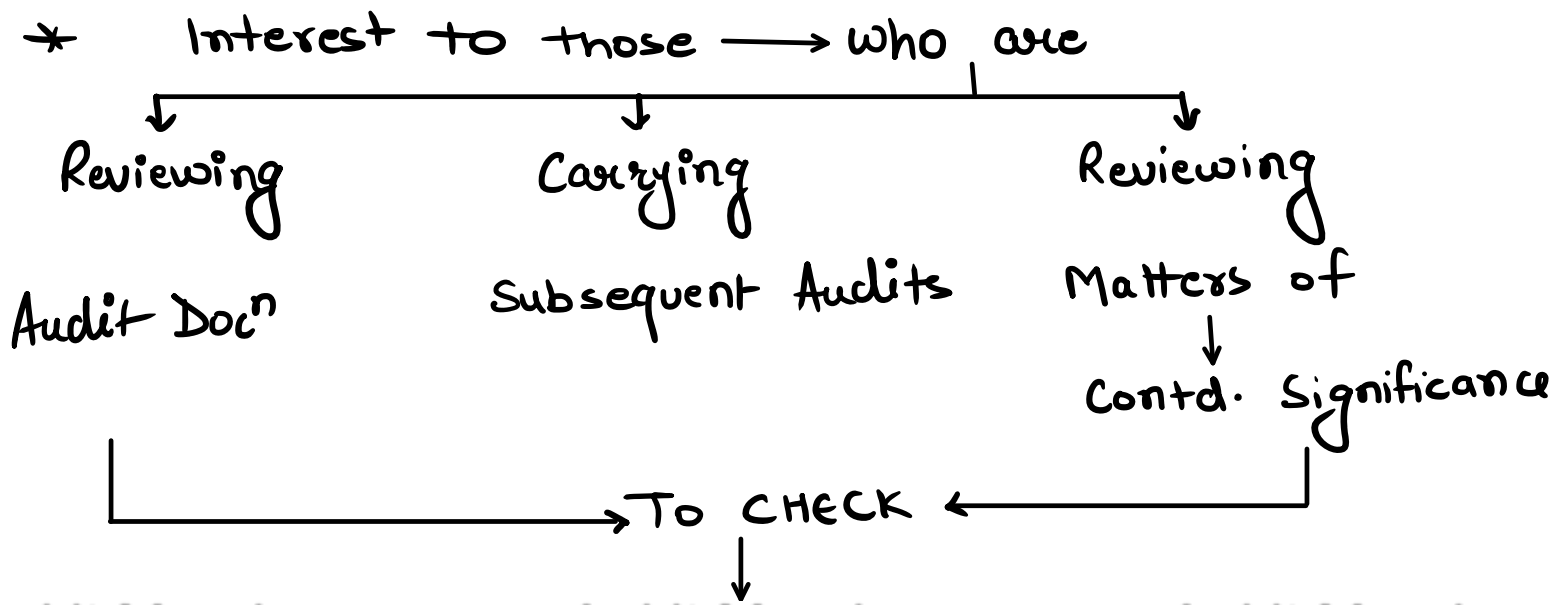 * Interest to those → who are
Reviewing Carrying Reviewing
Audit Docⁿ Subsequent Audits Matters of
Contd. Significance
To CHECK